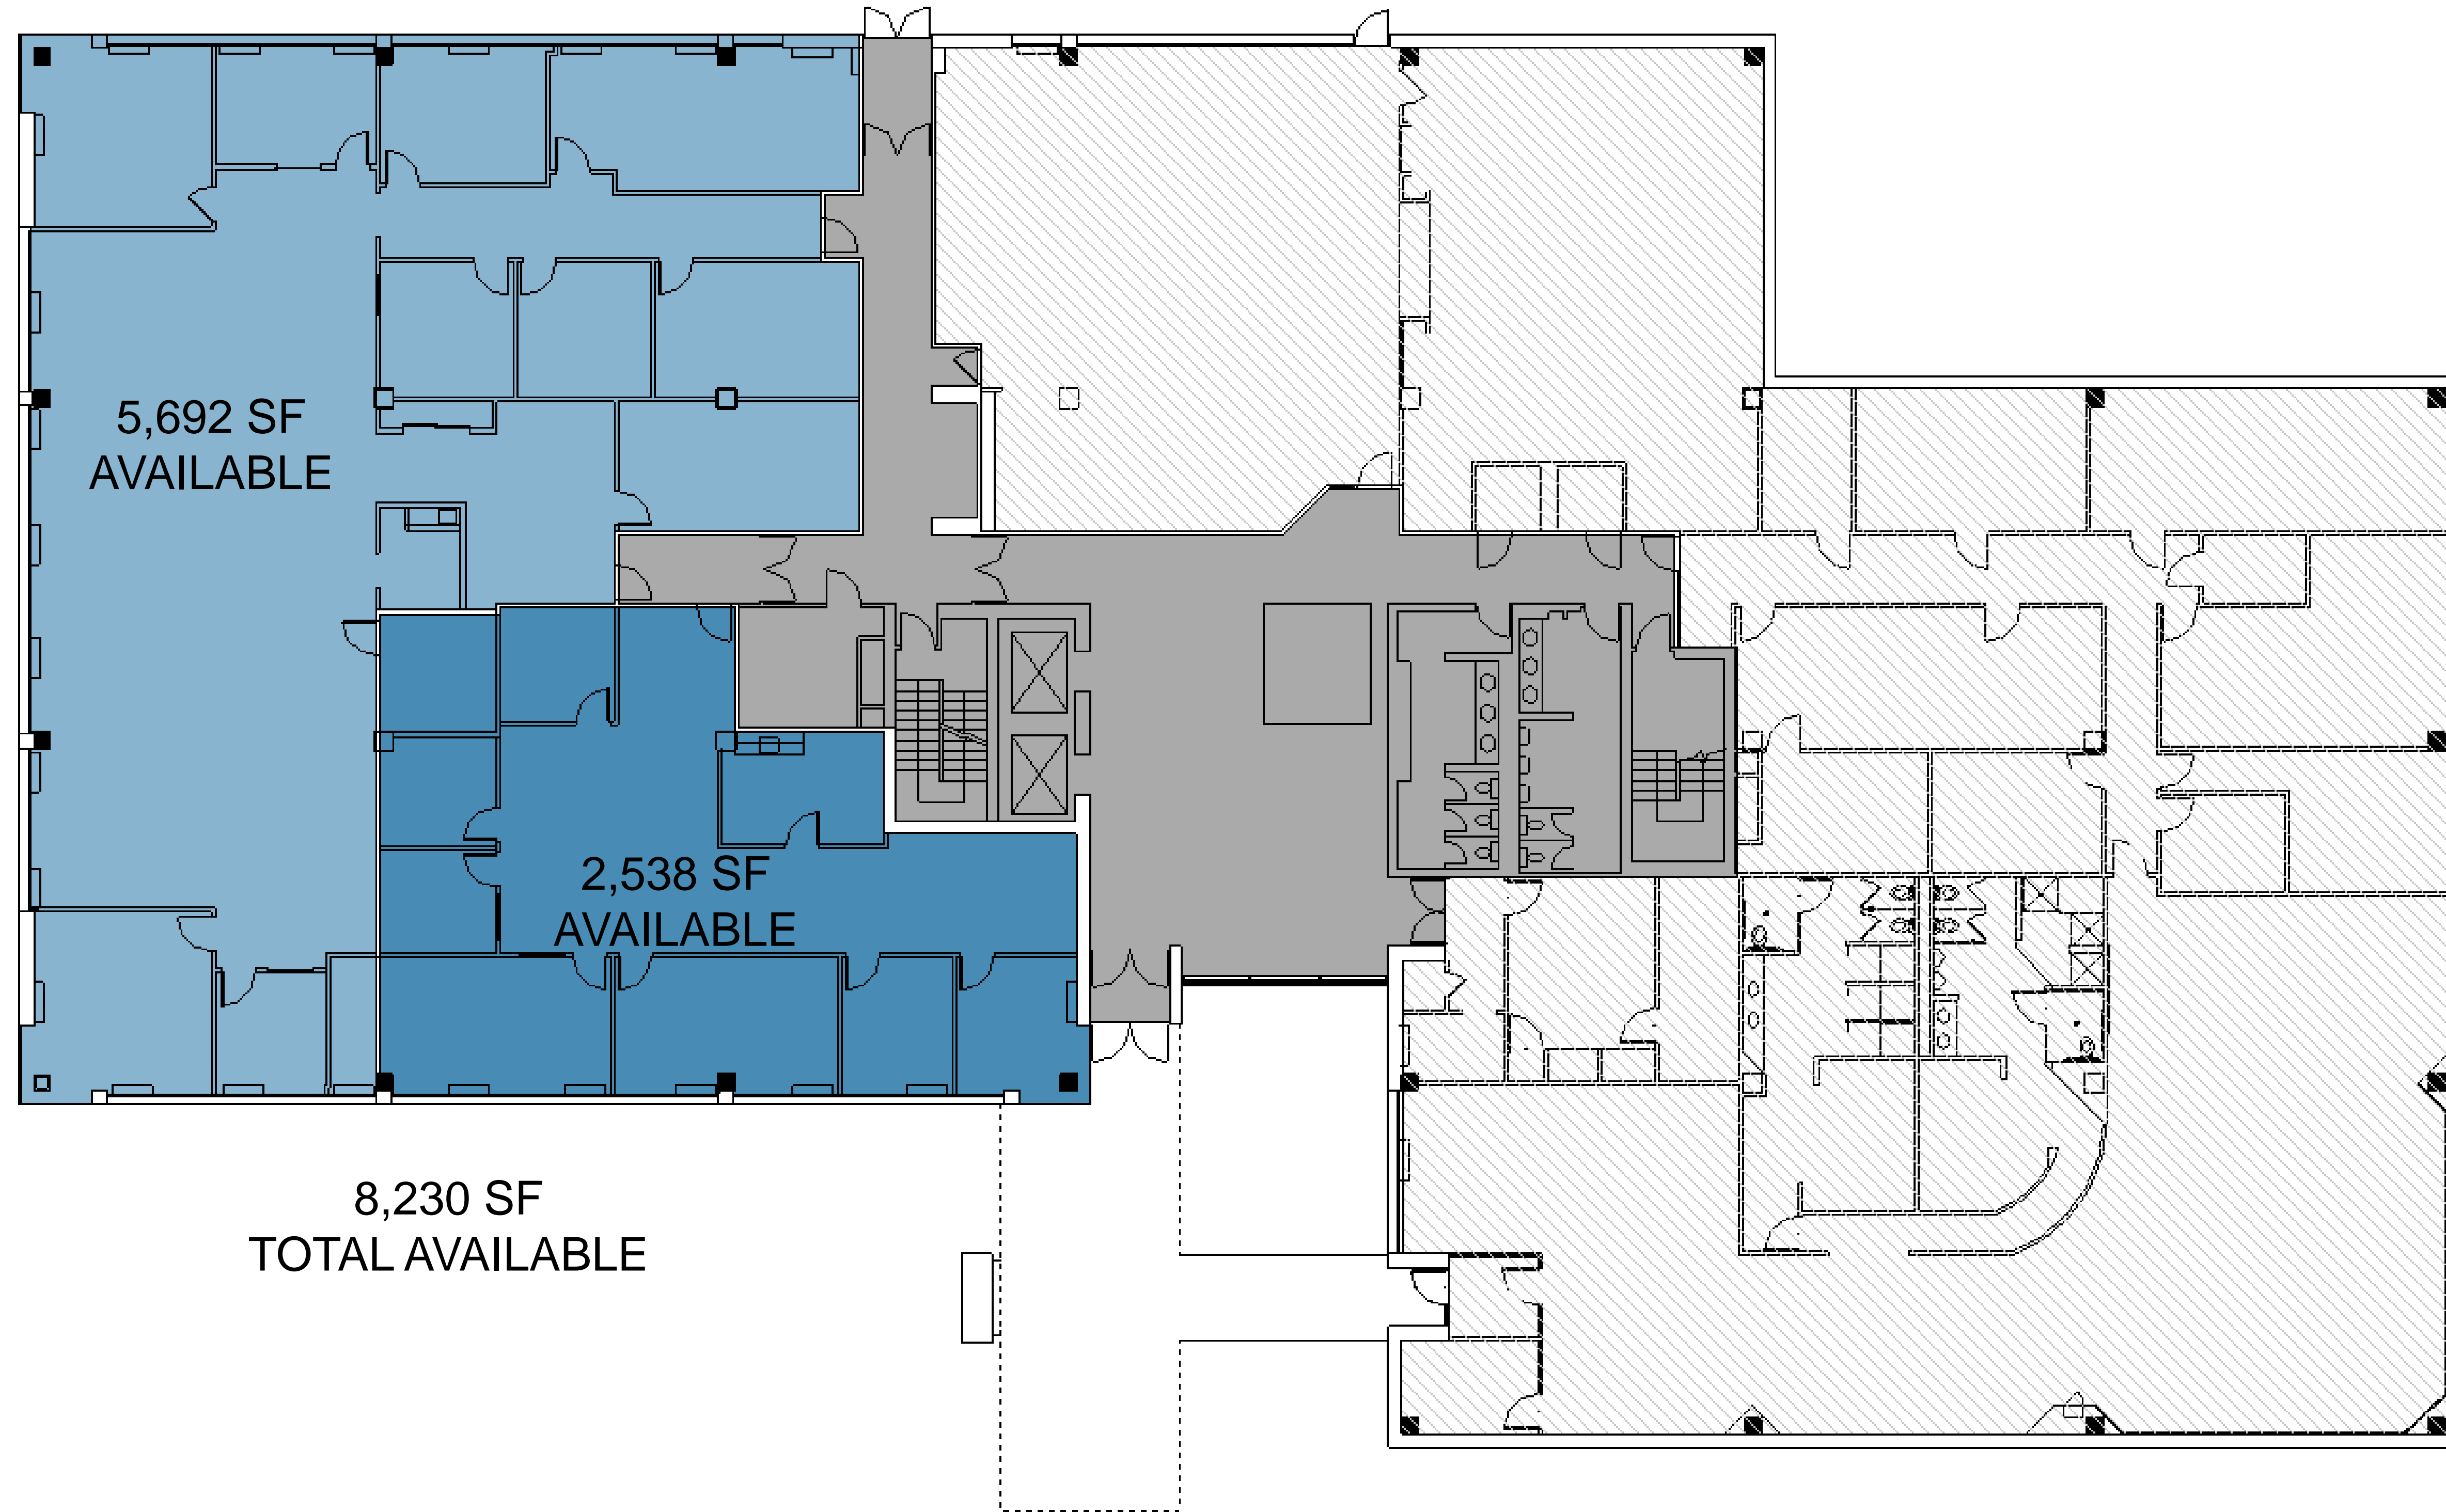 5,692 SF
AVAILABLE
2,538 SF
AVAILABLE
8,230 SF
TOTAL AVAILABLE